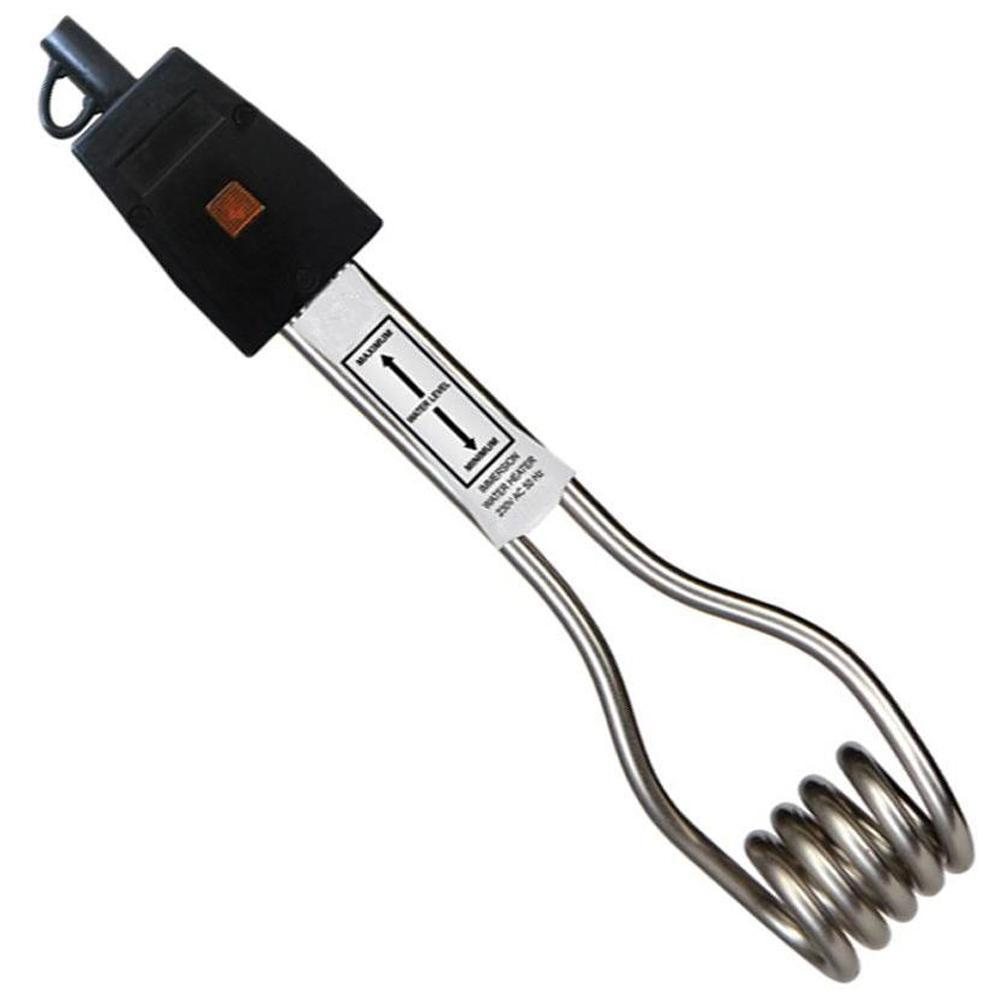 MAXIMUM
WATER LEVEL
MINIMUM
IMMERSION
WATER HEATER
230V AC 50 Hz